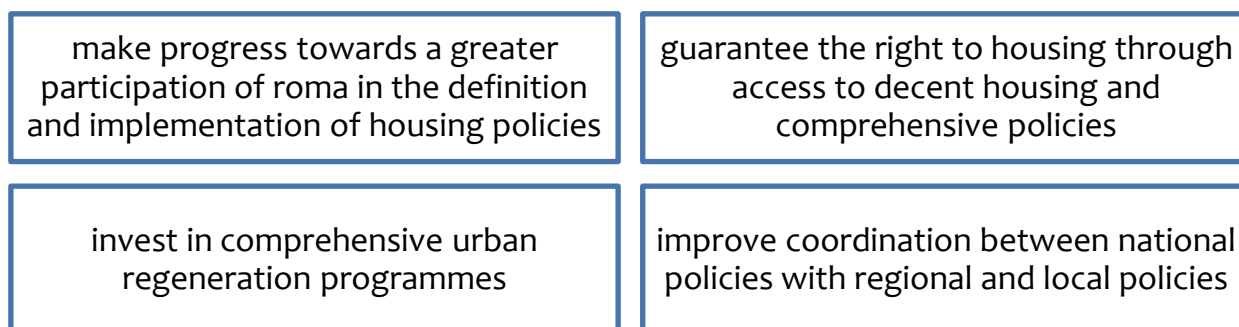 make progress towards a greater
participation of roma in the definition
and implementation of housing policies
guarantee the right to housing through
access to decent housing and
comprehensive policies
invest in comprehensive urban
regeneration programmes
improve coordination between national
policies with regional and local policies